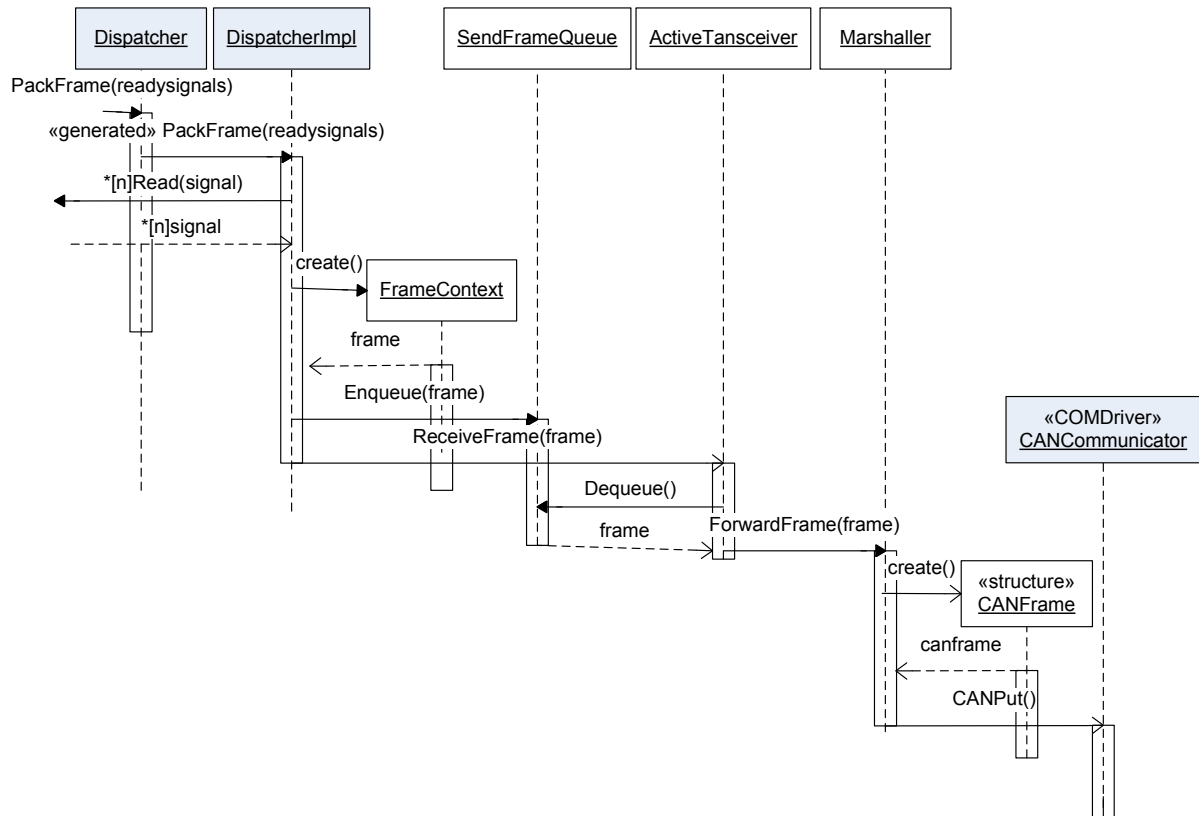 Dispatcher
DispatcherImpl
SendFrameQueue
ActiveTansceiver
Marshaller
PackFrame(readysignals)
«generated» PackFrame(readysignals)
*[n]Read(signal)
*[n]signal
create()
FrameContext
frame
Enqueue(frame)
«COMDriver»
CANCommunicator
ReceiveFrame(frame)
Dequeue()
frame
ForwardFrame(frame)
create()
«structure»
CANFrame
canframe
CANPut()